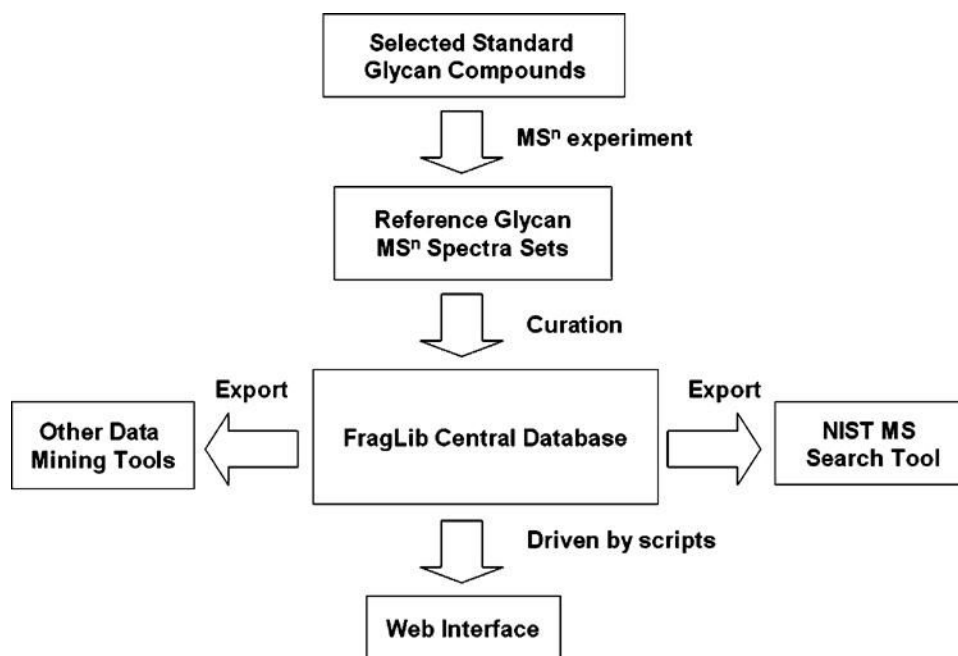 Selected Standard
Glycan Compounds
MSⁿ experiment
Reference Glycan
MSⁿ Spectra Sets
Curation
Export
Export
Other Data
Mining Tools
FragLib Central Database
NIST MS
Search Tool
Driven by scripts
Web Interface